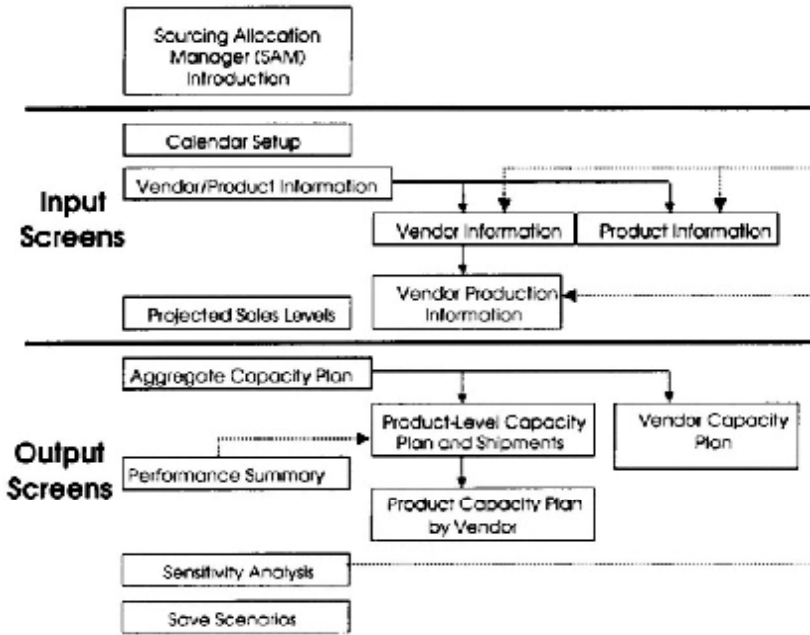 Sourcing Allocation
Manager (SAM)
Introduction
Calendar Setup
Vendor/Product Information
Input
Screens
Vendor Information
Product Information
Vendor Production
Information
Projected Sales Levels
Aggregate Capacity Plan
Product-Level Capacity
Plan and Shipments
Vendor Capacity
Plan
Output
Screens
Performance Summary
Product Capacity Plan
by Vendor
Sensitivity Analysis
Save Scenarios